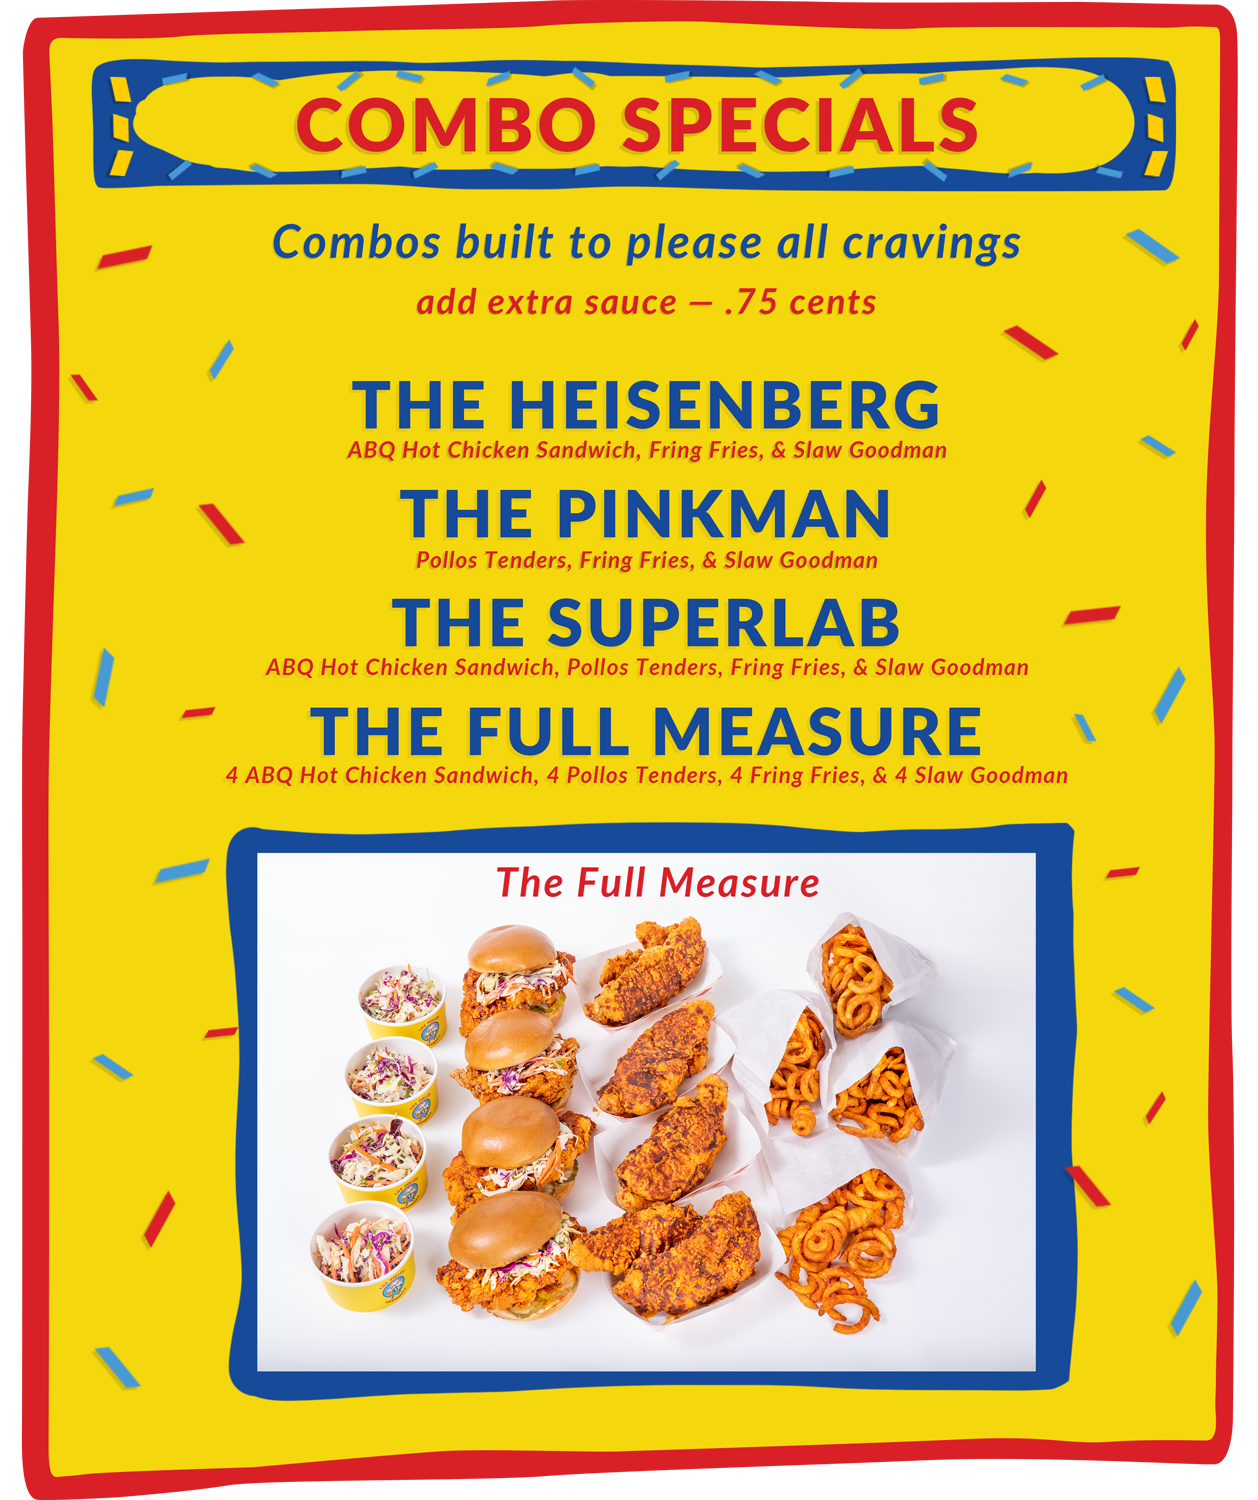 COMBO SPECIALS
Combos built to please all cravings
add extra sauce — .75 cents
THE HEISENBERG
ABQ Hot Chicken Sandwich, Fring Fries, & Slaw Goodman
THE PINKMAN
Pollos Tenders, Fring Fries, & Slaw Goodman
THE SUPERLAB
ABQ Hot Chicken Sandwich, Pollos Tenders, Fring Fries, & Slaw Goodman
THE FULL MEASURE
4 ABQ Hot Chicken Sandwich, 4 Pollos Tenders, 4 Fring Fries, & 4 Slaw Goodman
The Full Measure